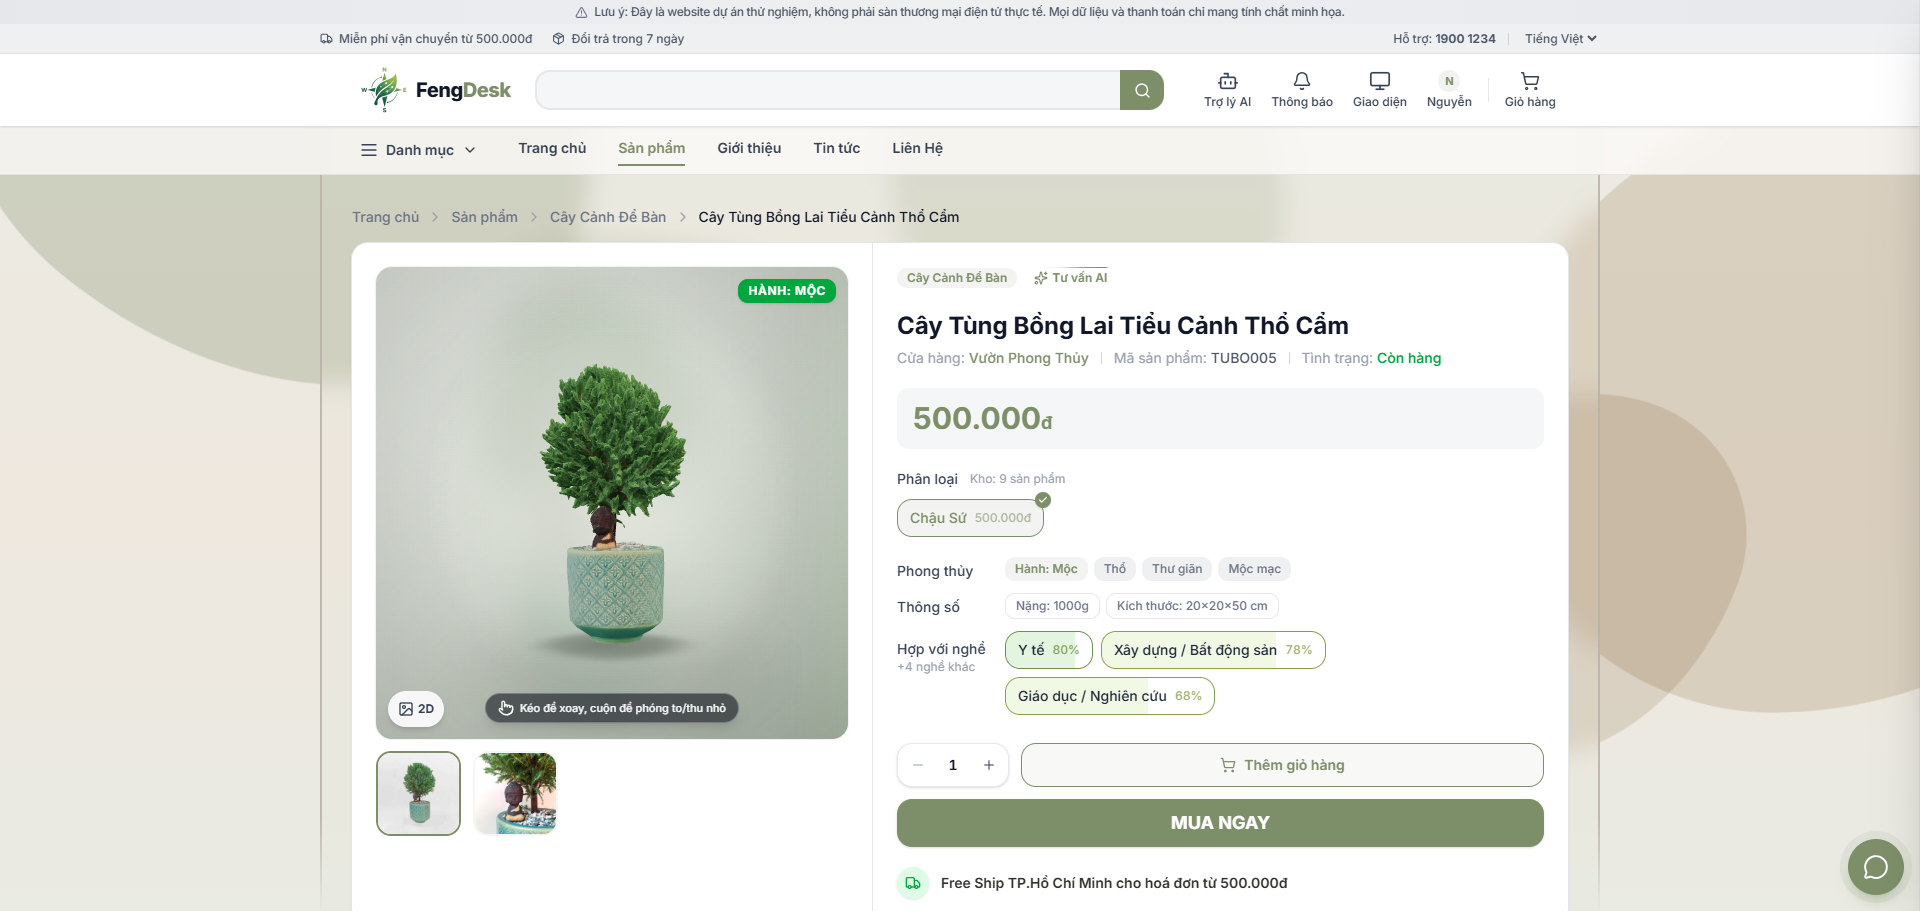 Lưu ý: Đây là website dự án thử nghiệm, không phải sàn thương mại điện tử thực tế. Mọi dữ liệu và thanh toán chỉ mang tính chất minh họa.
Miễn phí vận chuyển từ 500.000đ
Đổi trả trong 7 ngày
Hỗ trợ: 1900 1234
Tiếng Việt
N
W
E
S
FengDesk
Trợ lý AI
Thông báo
Giao diện
N
Nguyễn
Giỏ hàng
Danh mục
Trang chủ
Sản phẩm
Giới thiệu
Tin tức
Liên Hệ
Trang chủ > Sản phẩm > Cây Cảnh Để Bàn > Cây Tùng Bồng Lai Tiểu Cảnh Thổ Cẩm
HÀNH: MỘC
2D
Kéo để xoay, cuộn để phóng to/thu nhỏ
Cây Cảnh Để Bàn
Tư vấn AI
Cây Tùng Bồng Lai Tiểu Cảnh Thổ Cẩm
Cửa hàng: Vườn Phong Thủy
Mã sản phẩm: TUBO005
Tình trạng: Còn hàng
500.000đ
Phân loại
Kho: 9 sản phẩm
Chậu Sứ 500.000đ
Phong thủy
Hành: Mộc
Thổ
Thư giãn
Mộc mạc
Thông số
Nặng: 1000g
Kích thước: 20×20×50 cm
Hợp với nghề
+4 nghề khác
Y tế 80%
Xây dựng / Bất động sản 78%
Giáo dục / Nghiên cứu 68%
− 1 +
Thêm giỏ hàng
MUA NGAY
Free Ship TP.Hồ Chí Minh cho hoá đơn từ 500.000đ